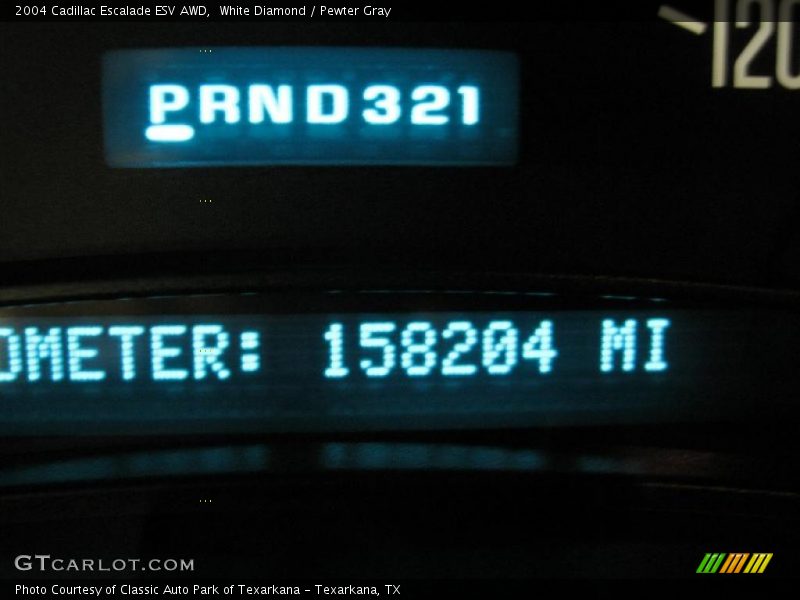 2004 Cadillac Escalade ESV AWD,  White Diamond / Pewter Gray
120
PRND321
OMETER: 158204 MI
GTCARLOT.COM
Photo Courtesy of Classic Auto Park of Texarkana - Texarkana, TX